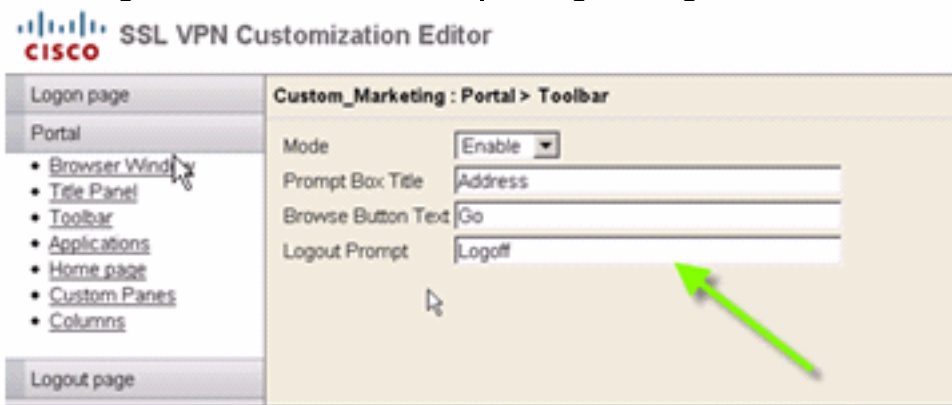 CISCO SSL VPN Customization Editor
Logon page
Portal
Browser Window
Title Panel
Toolbar
Applications
Home page
Custom Panes
Columns
Logout page
Custom_Marketing : Portal > Toolbar
Mode Enable
Prompt Box Title Address
Browse Button Text Go
Logout Prompt Logoff